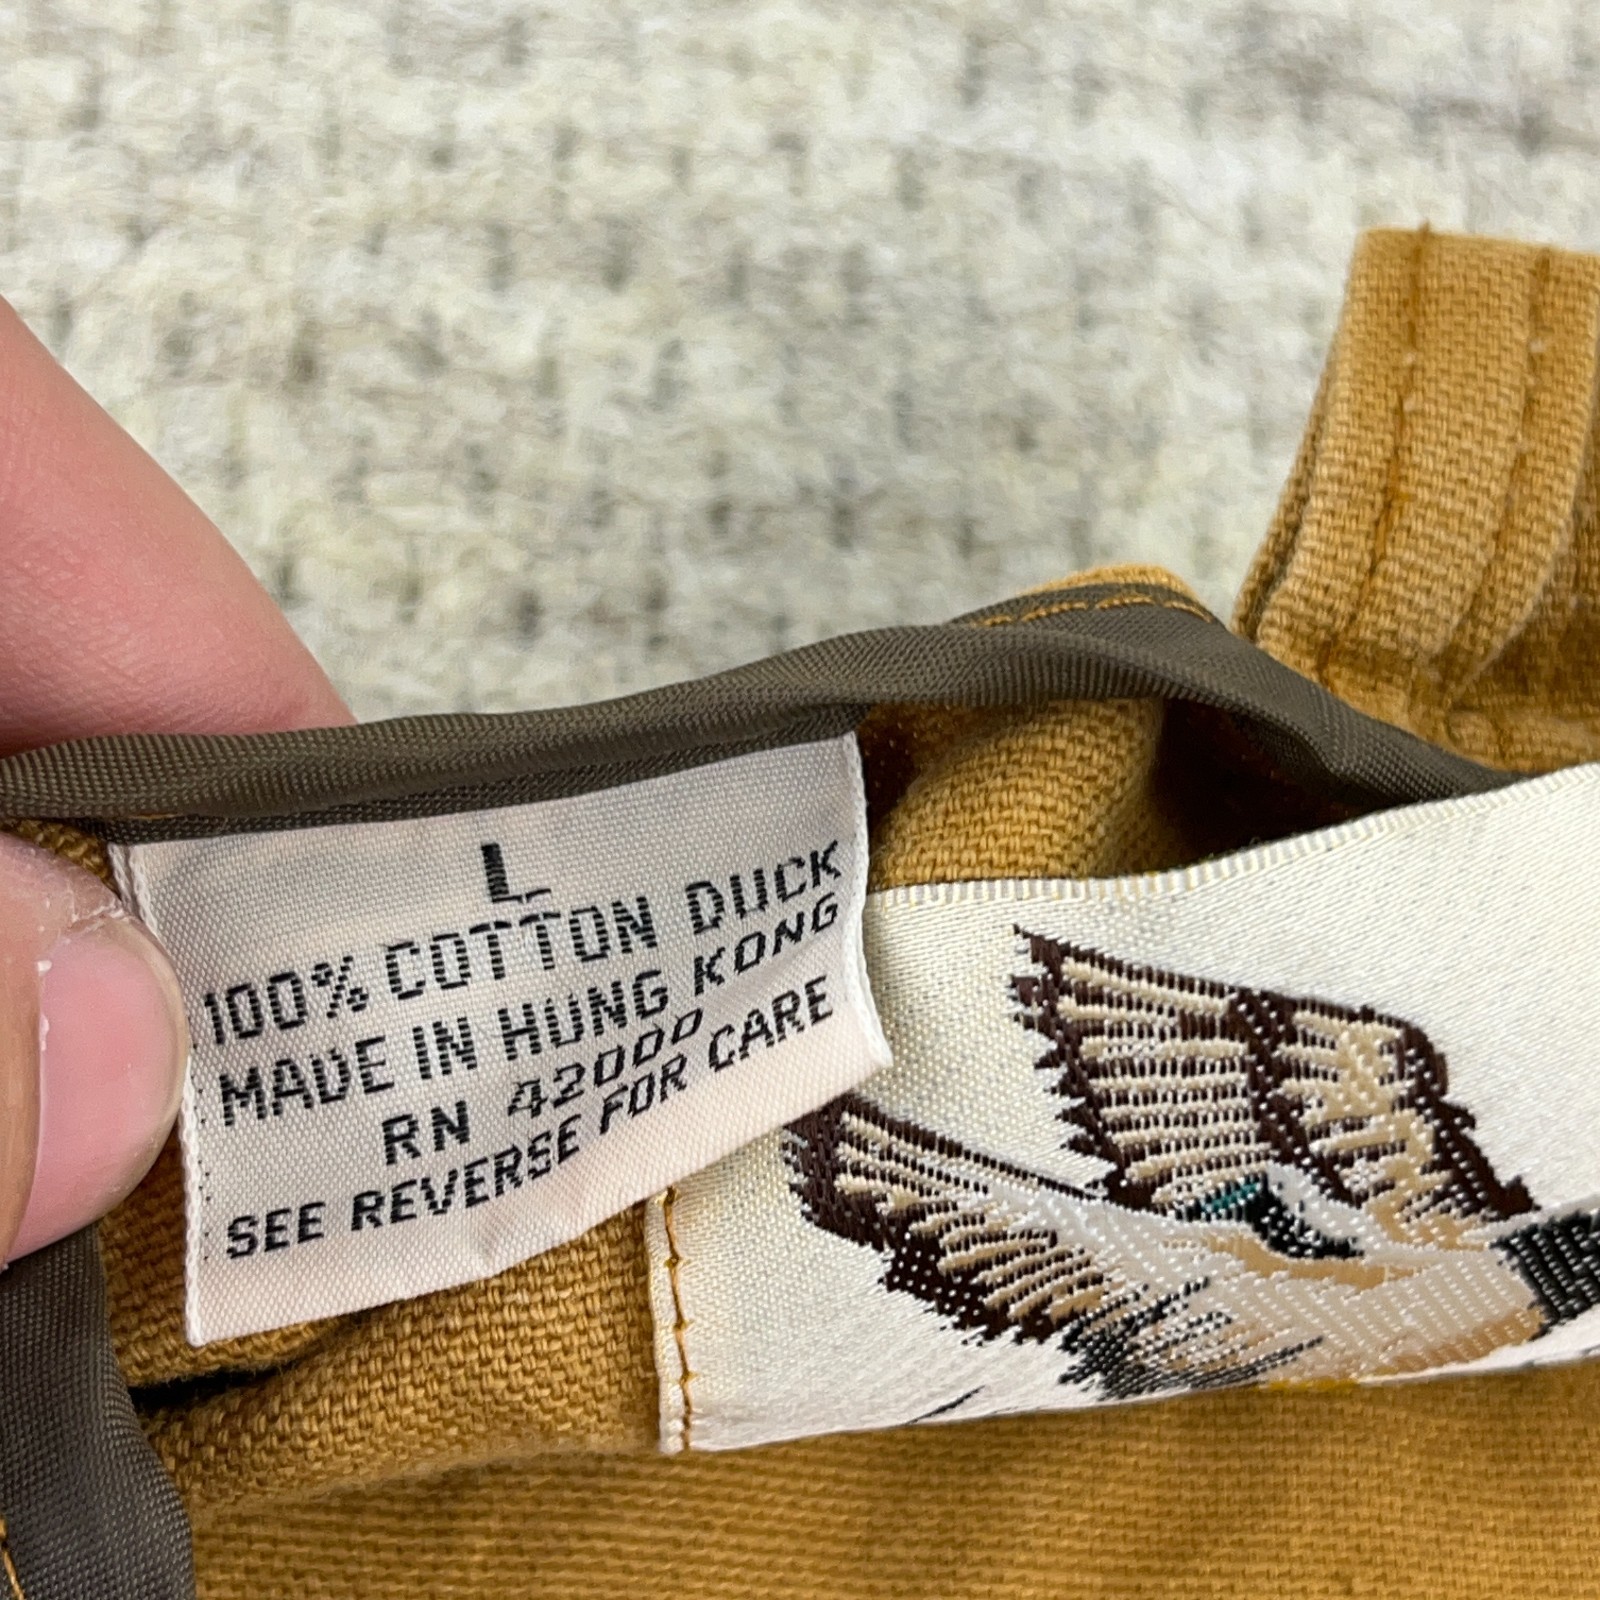 L
100% COTTON DUCK
MADE IN HUNG KONG
RN 42000
SEE REVERSE FOR CARE